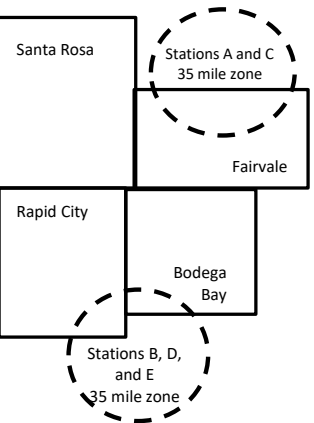 Santa Rosa
Stations A and C
35 mile zone
Fairvale
Rapid City
Bodega
Bay
Stations B, D,
and E
35 mile zone